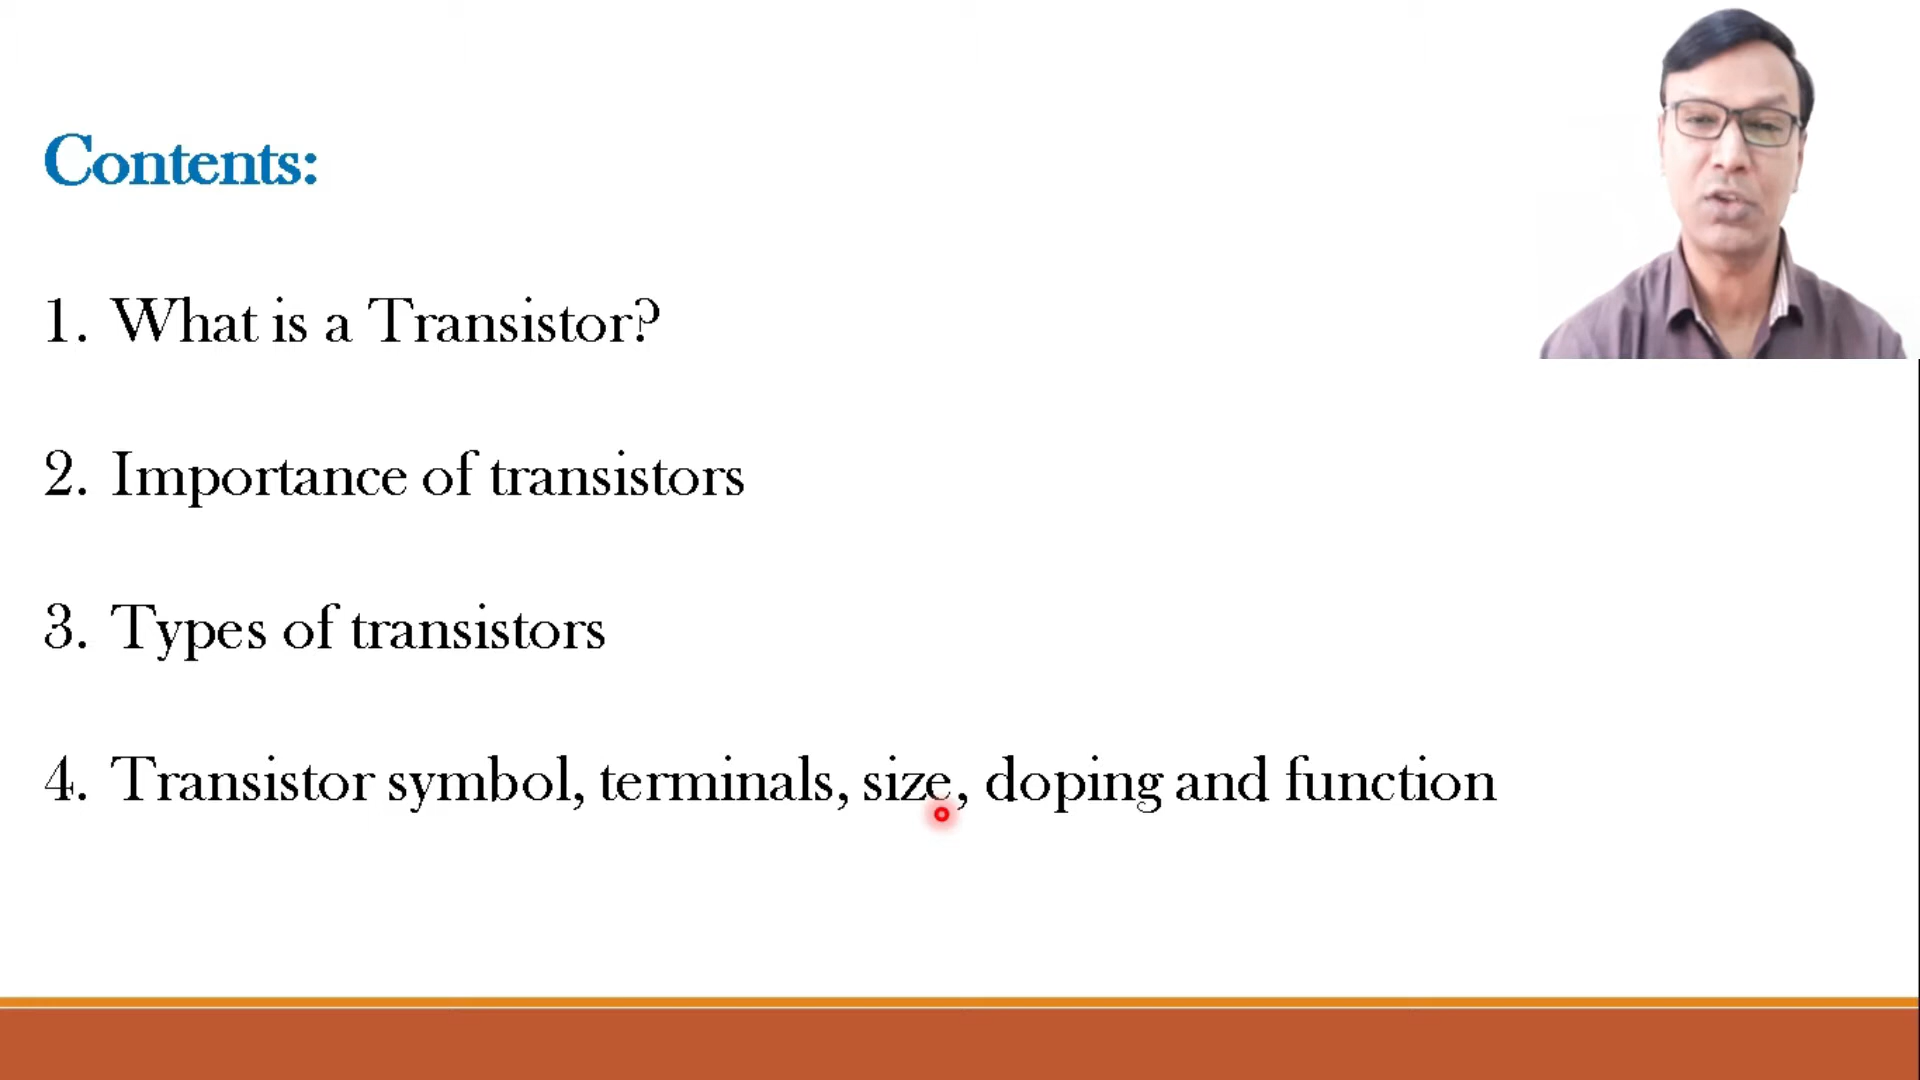 Contents:
1. What is a Transistor?
2. Importance of transistors
3. Types of transistors
4. Transistor symbol, terminals, size, doping and function